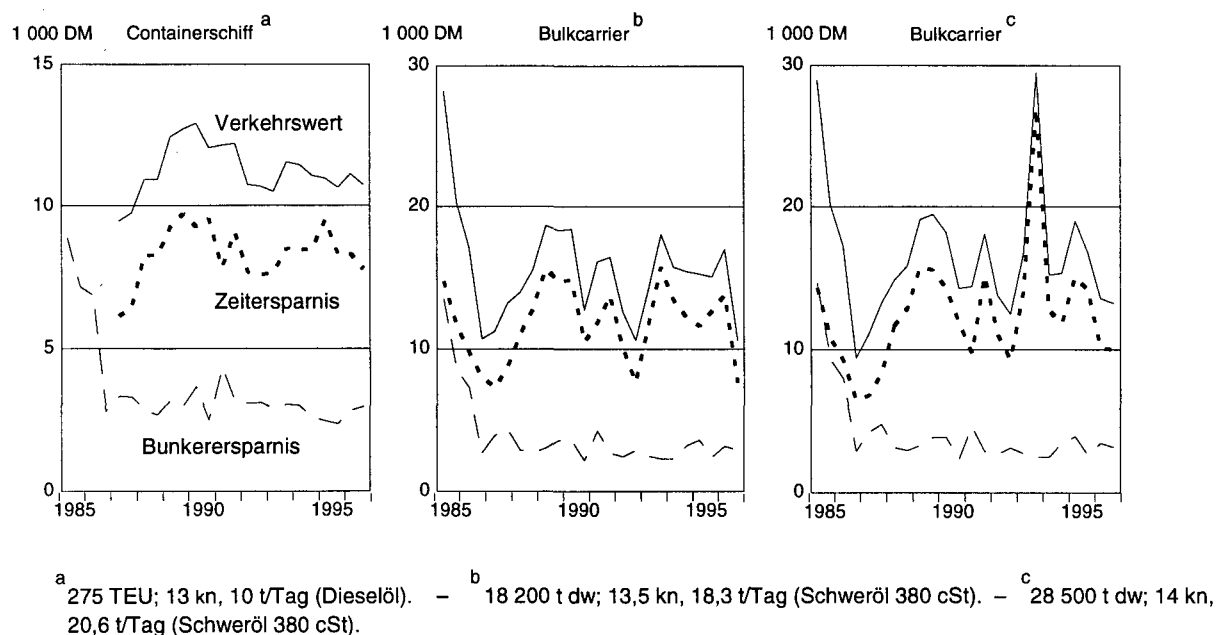 1 000 DM Containerschiff a
15
10
5
0
Verkehrswert
Zeitersparnis
Bunkerersparnis
1985 1990 1995
1 000 DM Bulkcarrier b
30
20
10
0
1985 1990 1995
1 000 DM Bulkcarrier c
30
20
10
0
1985 1990 1995
a 275 TEU; 13 kn, 10 t/Tag (Dieselöl). – b 18 200 t dw; 13,5 kn, 18,3 t/Tag (Schweröl 380 cSt). – c 28 500 t dw; 14 kn,
20,6 t/Tag (Schweröl 380 cSt).